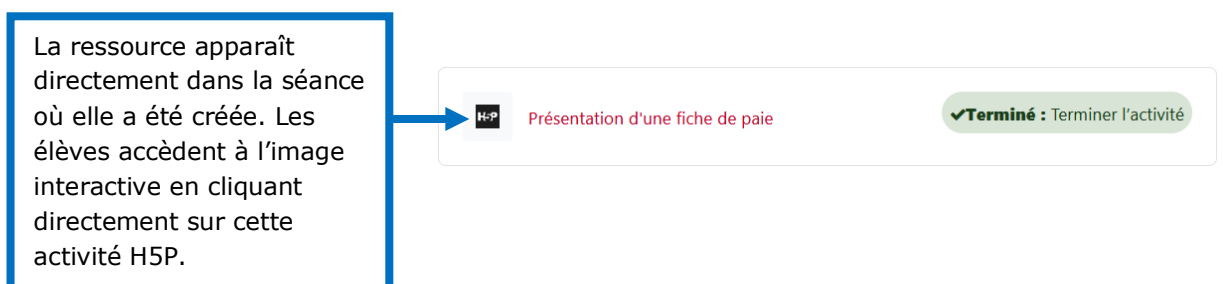 La ressource apparaît
directement dans la séance
où elle a été créée. Les
élèves accèdent à l’image
interactive en cliquant
directement sur cette
activité H5P.
H5P
Présentation d'une fiche de paie
✔Terminé : Terminer l’activité